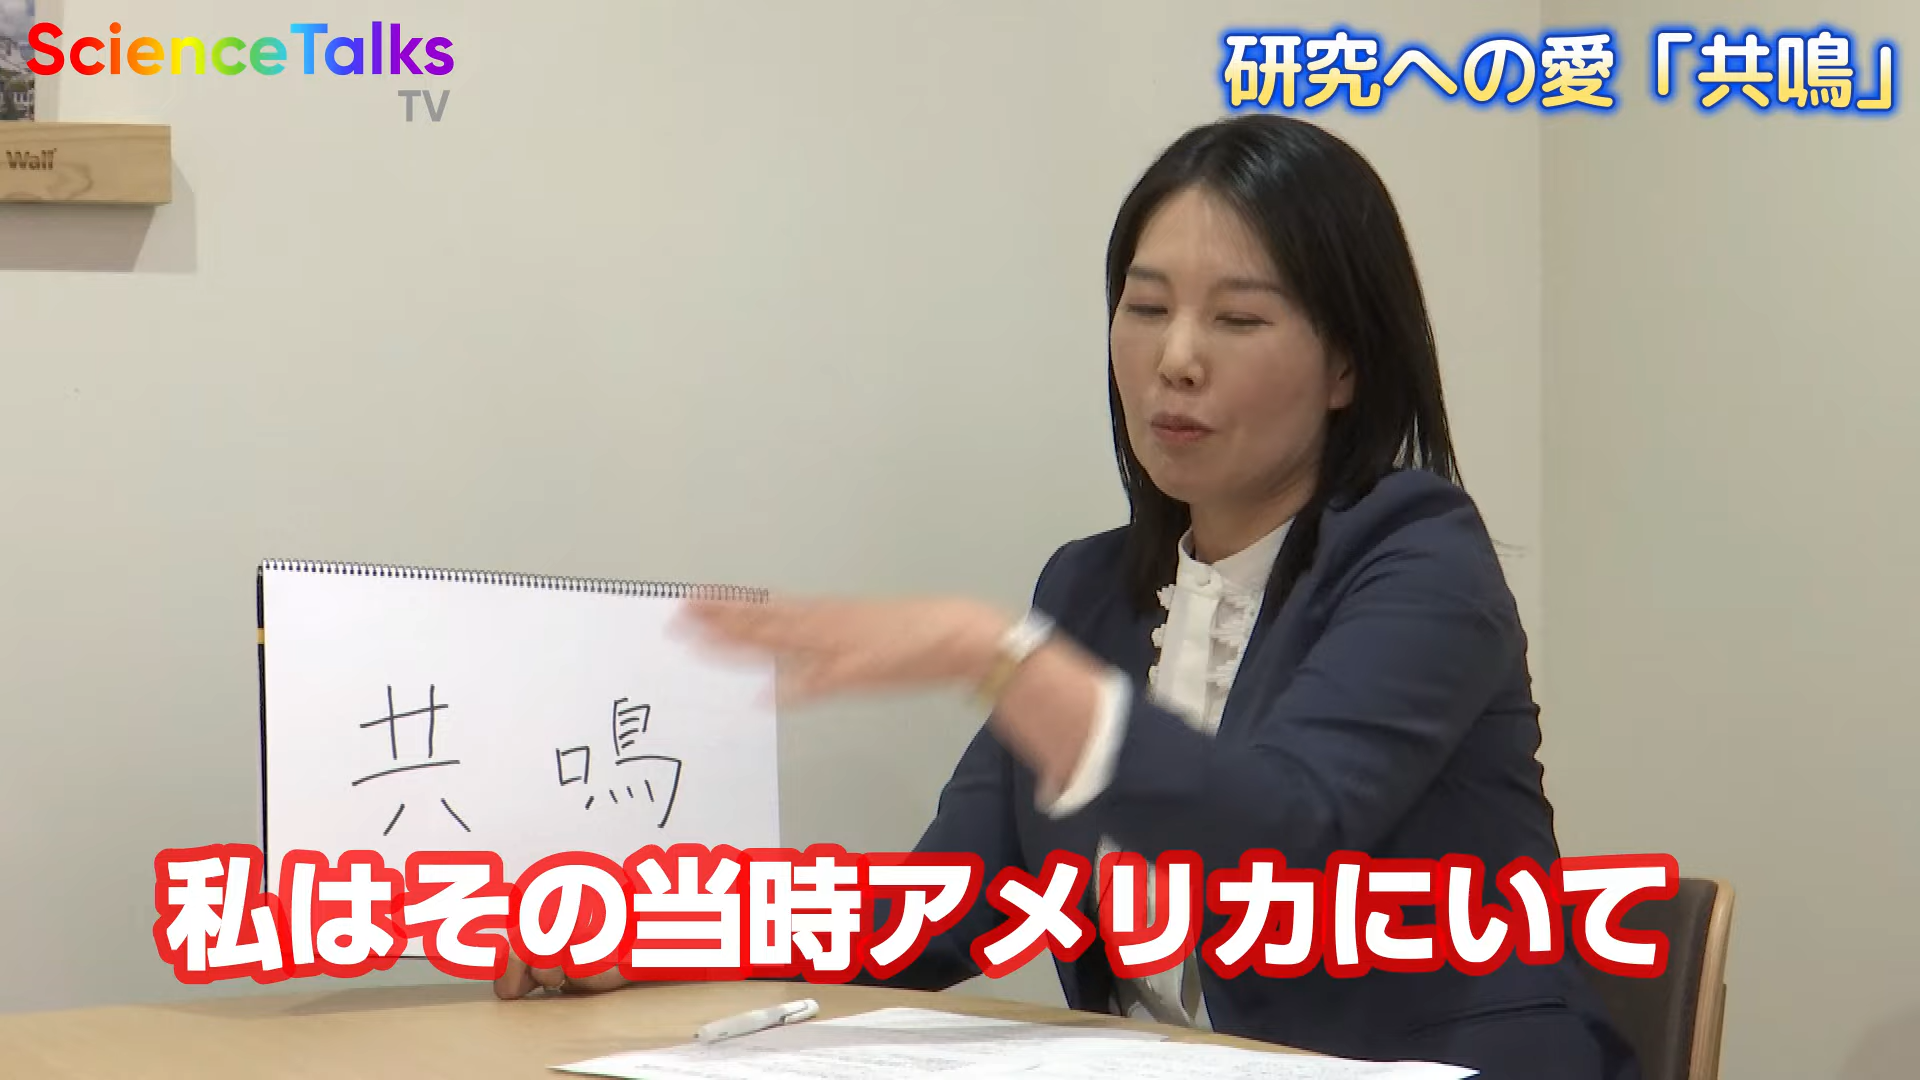 ScienceTalks
TV
研究への愛「共鳴」
Wall
共鳴
私はその当時アメリカにいて